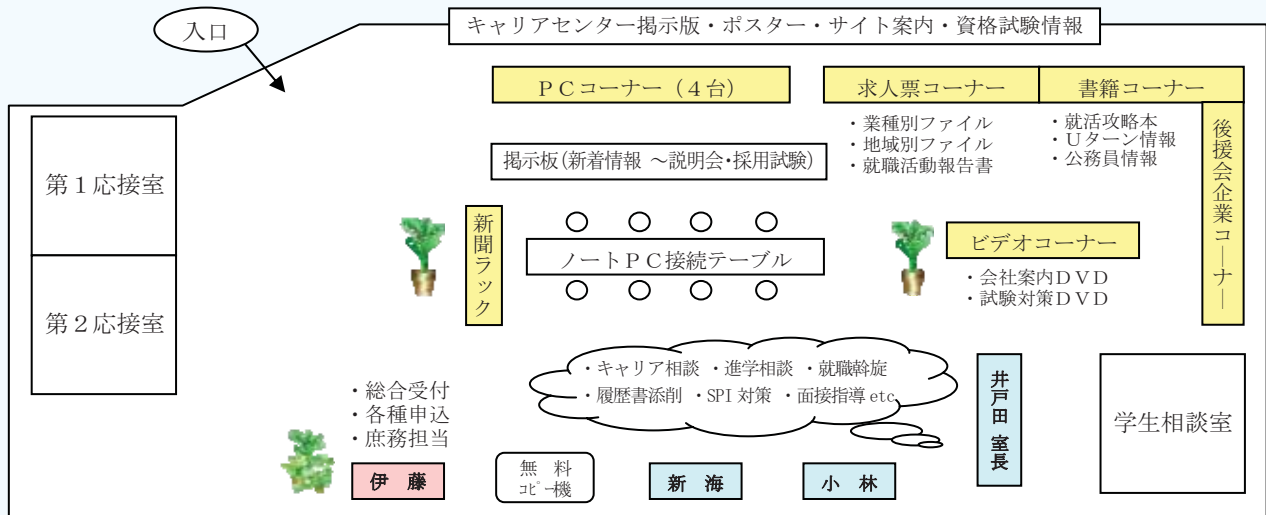 入口
キャリアセンター掲示版・ポスター・サイト案内・資格試験情報
ＰＣコーナー（４台）
求人票コーナー
書籍コーナー
・業種別ファイル
・地域別ファイル
・就職活動報告書
・就活攻略本
・Ｕターン情報
・公務員情報
後援会企業コーナー
第１応接室
掲示板(新着情報 ～説明会・採用試験)
新聞ラック
ノートＰＣ接続テーブル
ビデオコーナー
・会社案内ＤＶＤ
・試験対策ＤＶＤ
第２応接室
・キャリア相談 ・進学相談 ・就職斡旋
・履歴書添削 ・SPI 対策 ・面接指導 etc
・総合受付
・各種申込
・庶務担当
井戸田 室長
学生相談室
伊 藤
無 料
ｺﾋﾟｰ機
新 海
小 林